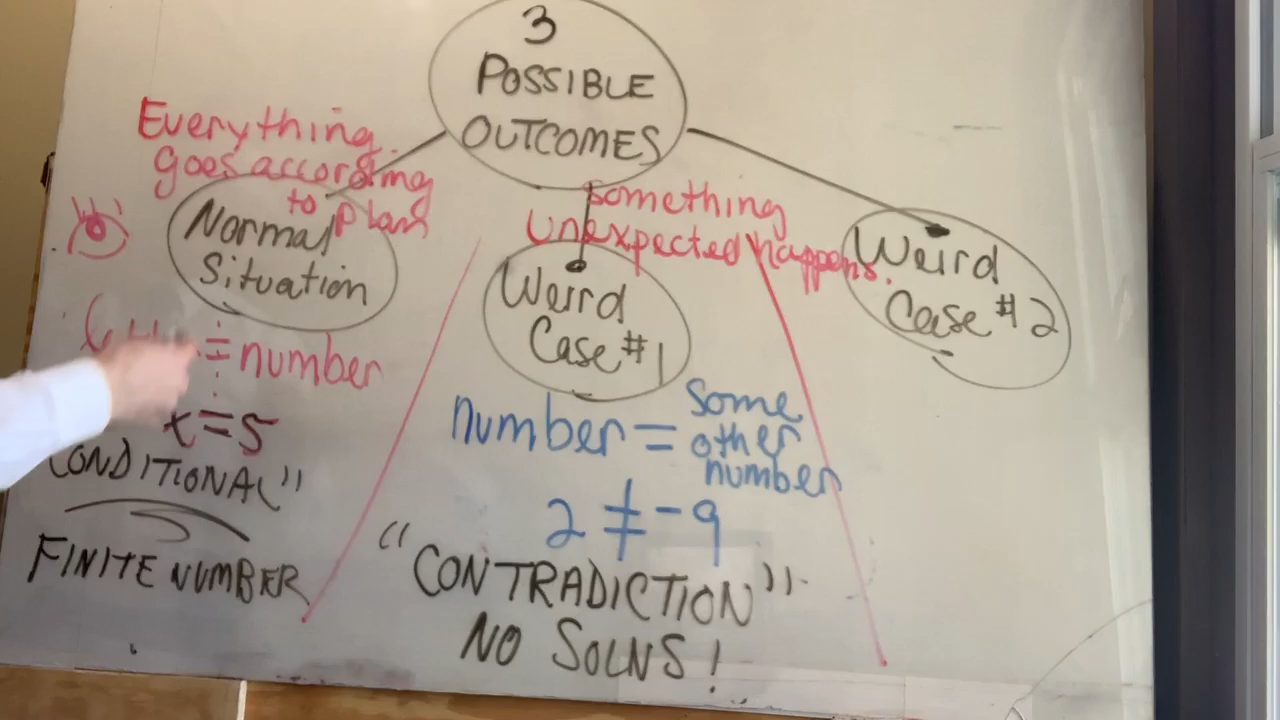 3
POSSIBLE
OUTCOMES
Everything
goes according
to plan
Normal
Situation
= number
x=5
CONDITIONAL"
FINITE NUMBER
something
unexpected happens.
Weird
Case #1
number = some
other
number
2 ≠ -9
"CONTRADICTION"
NO SOLNS!
Weird
Case #2